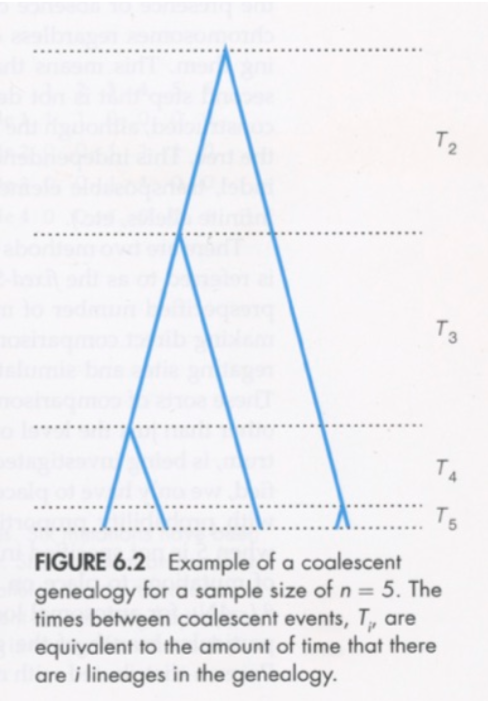 T₂
T₃
T₄
T₅
FIGURE 6.2 Example of a coalescent
genealogy for a sample size of n = 5. The
times between coalescent events, Tᵢ, are
equivalent to the amount of time that there
are i lineages in the genealogy.